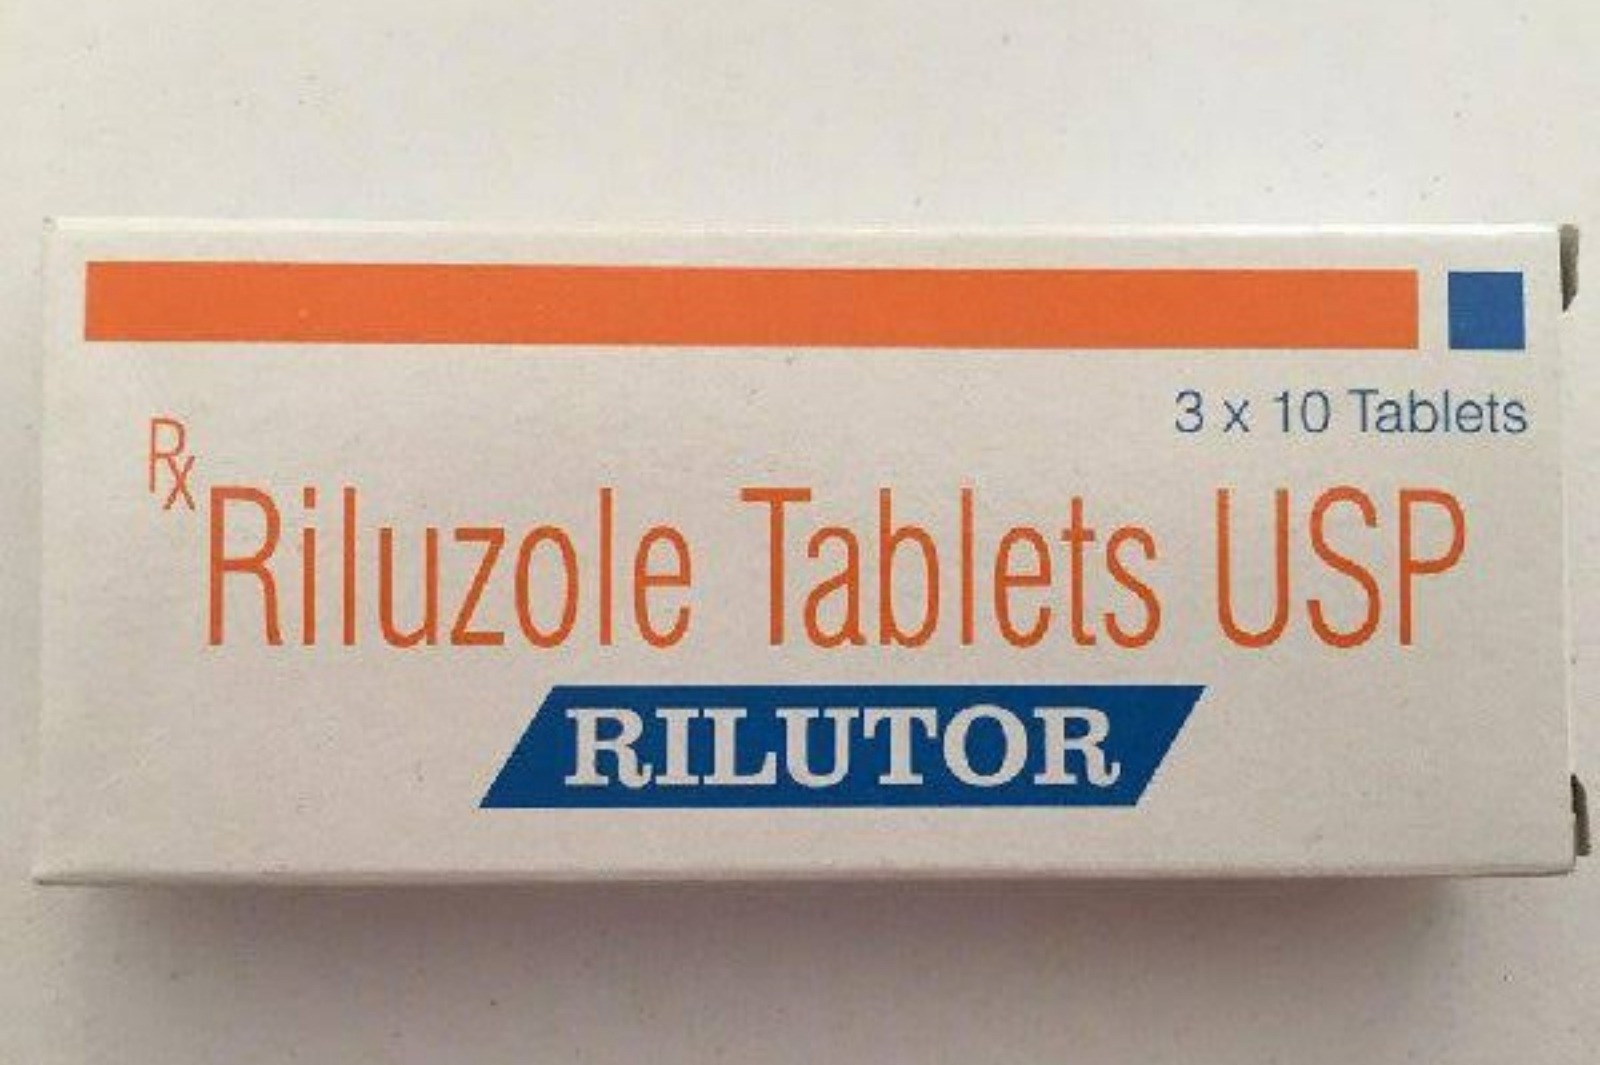 3 x 10 Tablets
Rx Riluzole Tablets USP
RILUTOR